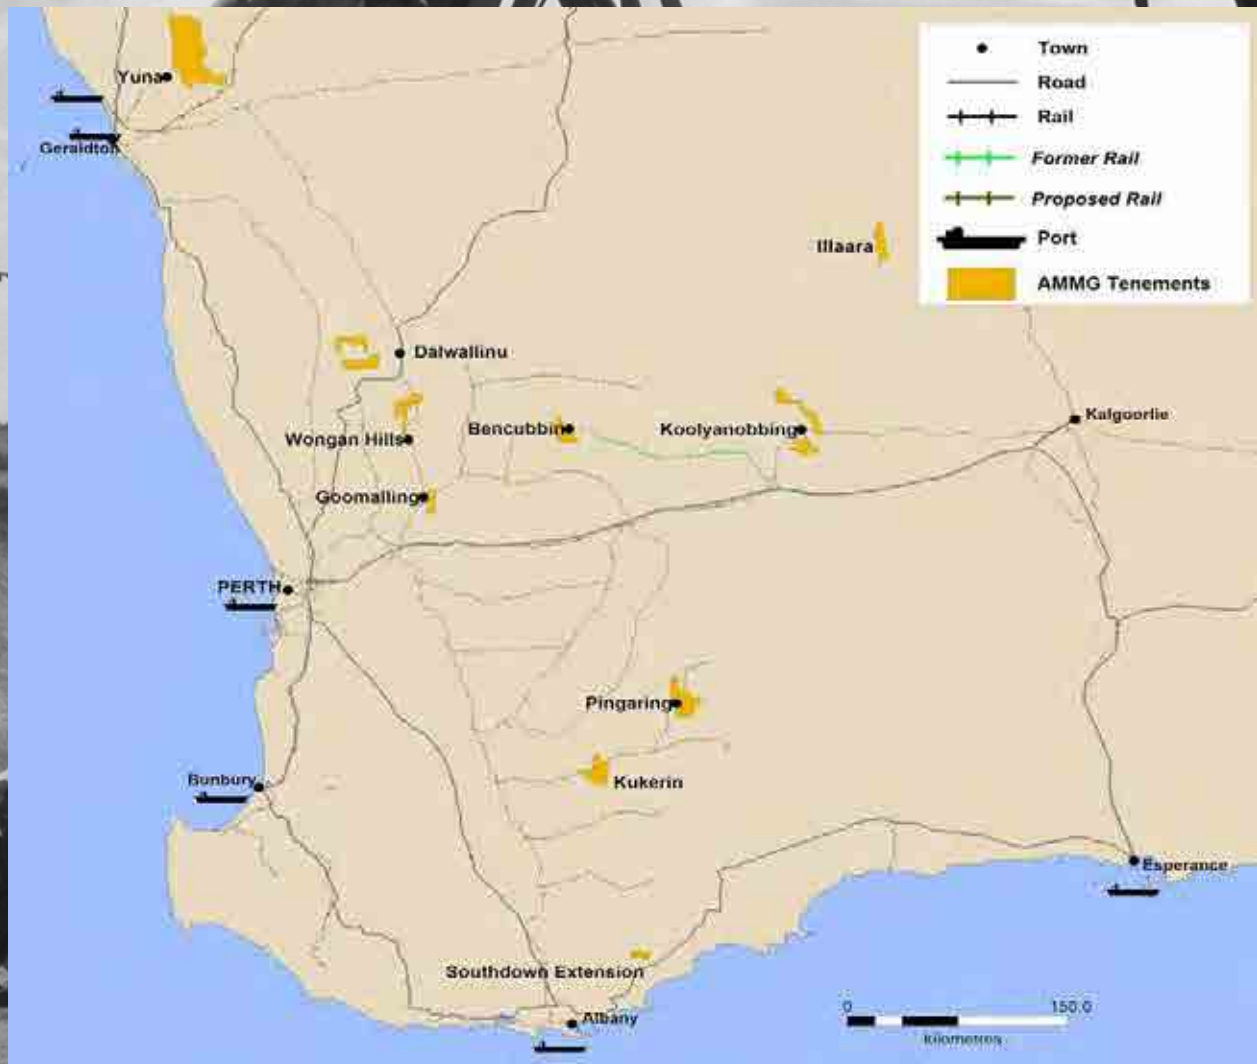 Town
Road
Rail
Former Rail
Proposed Rail
Port
AMMG Tenements
Yuna
Geraldton
Illaara
Dalwallinu
Wongan Hills
Bencubbin
Koolyanobbing
Kalgoorlie
Goomalling
PERTH
Pingaring
Kukerin
Bunbury
Esperance
Southdown Extension
Albany
0 150.0
kilometres